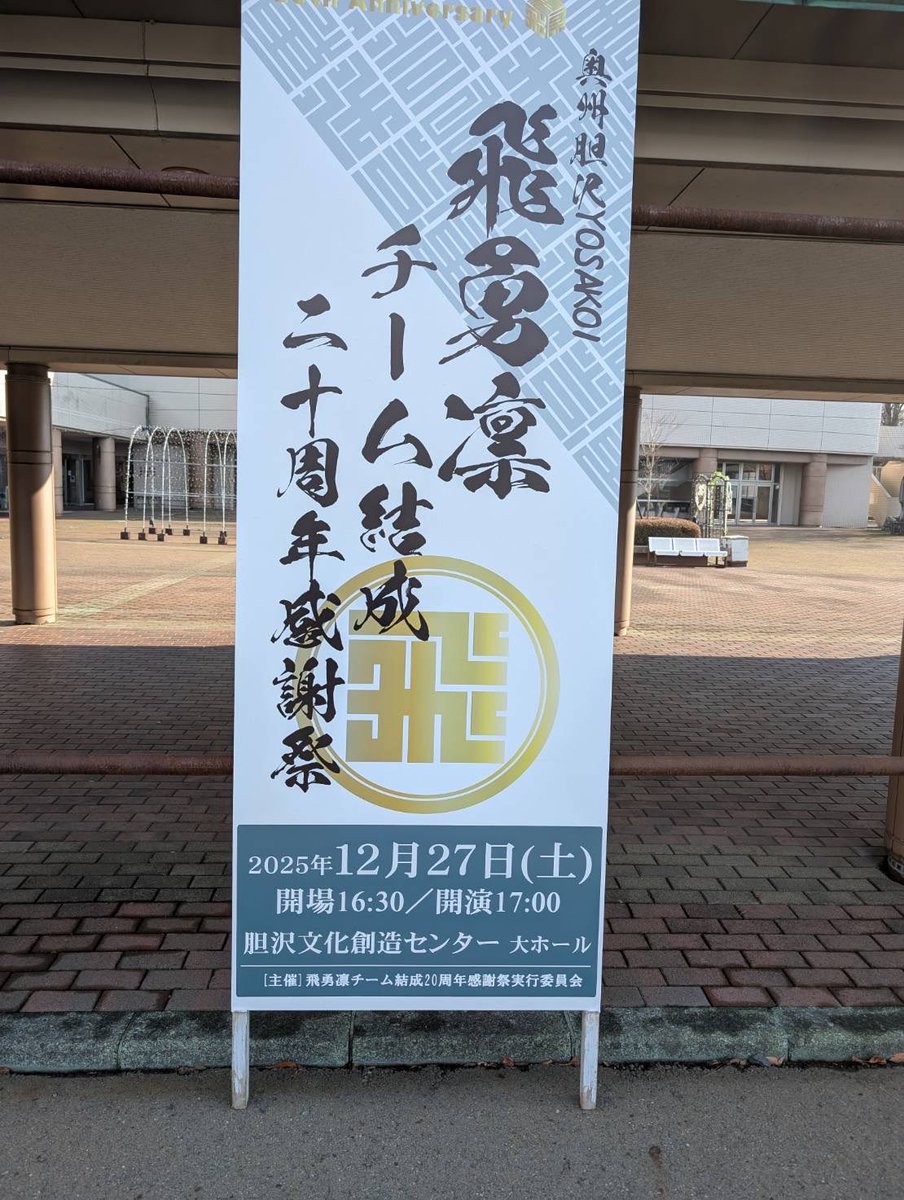 Anniversary
奥州胆沢YOSAKOI
飛勇凛
チーム結成
二十周年感謝祭
飛
2025年12月27日(土)
開場16:30／開演17:00
胆沢文化創造センター 大ホール
[主催]飛勇凛チーム結成20周年感謝祭実行委員会